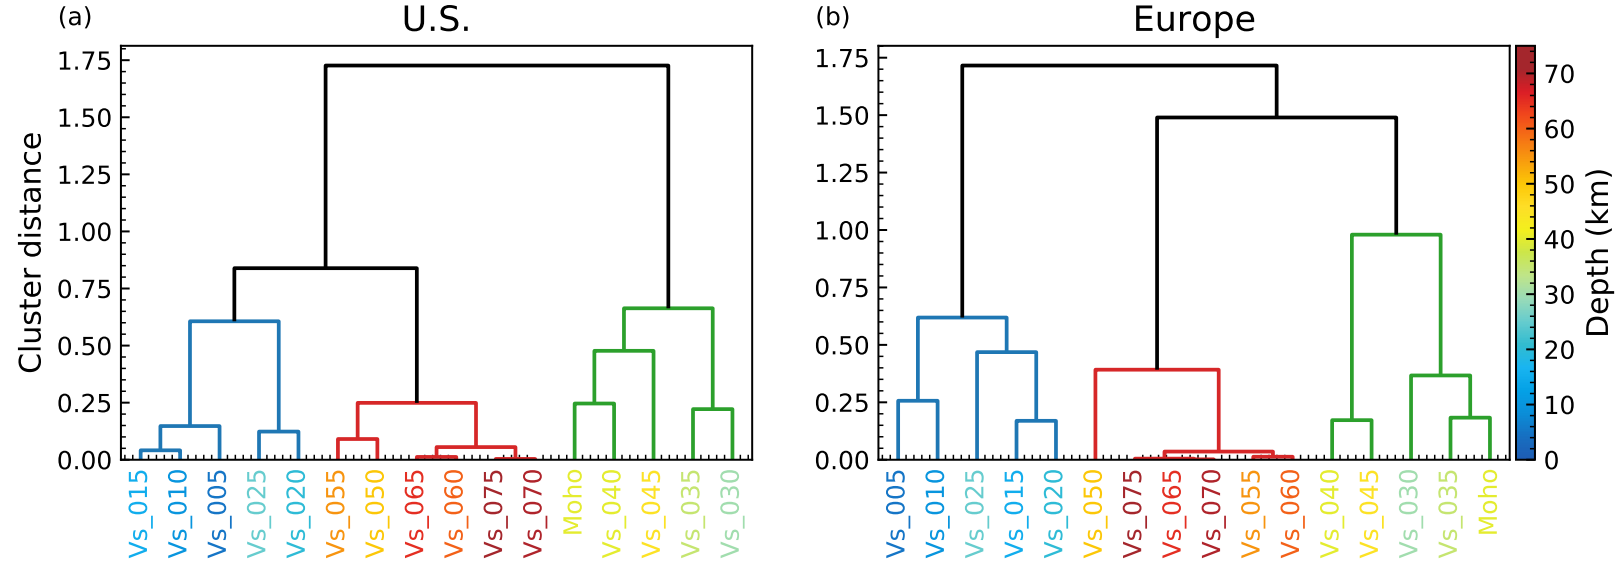 (a)
U.S.
Cluster distance
1.75
1.50
1.25
1.00
0.75
0.50
0.25
0.00
Vs_015
Vs_010
Vs_005
Vs_025
Vs_020
Vs_055
Vs_050
Vs_065
Vs_060
Vs_075
Vs_070
Moho
Vs_040
Vs_045
Vs_035
Vs_030
(b)
Europe
1.75
1.50
1.25
1.00
0.75
0.50
0.25
0.00
Vs_005
Vs_010
Vs_025
Vs_015
Vs_020
Vs_050
Vs_075
Vs_065
Vs_070
Vs_055
Vs_060
Vs_040
Vs_045
Vs_030
Vs_035
Moho
70
60
50
40
30
20
10
0
Depth (km)